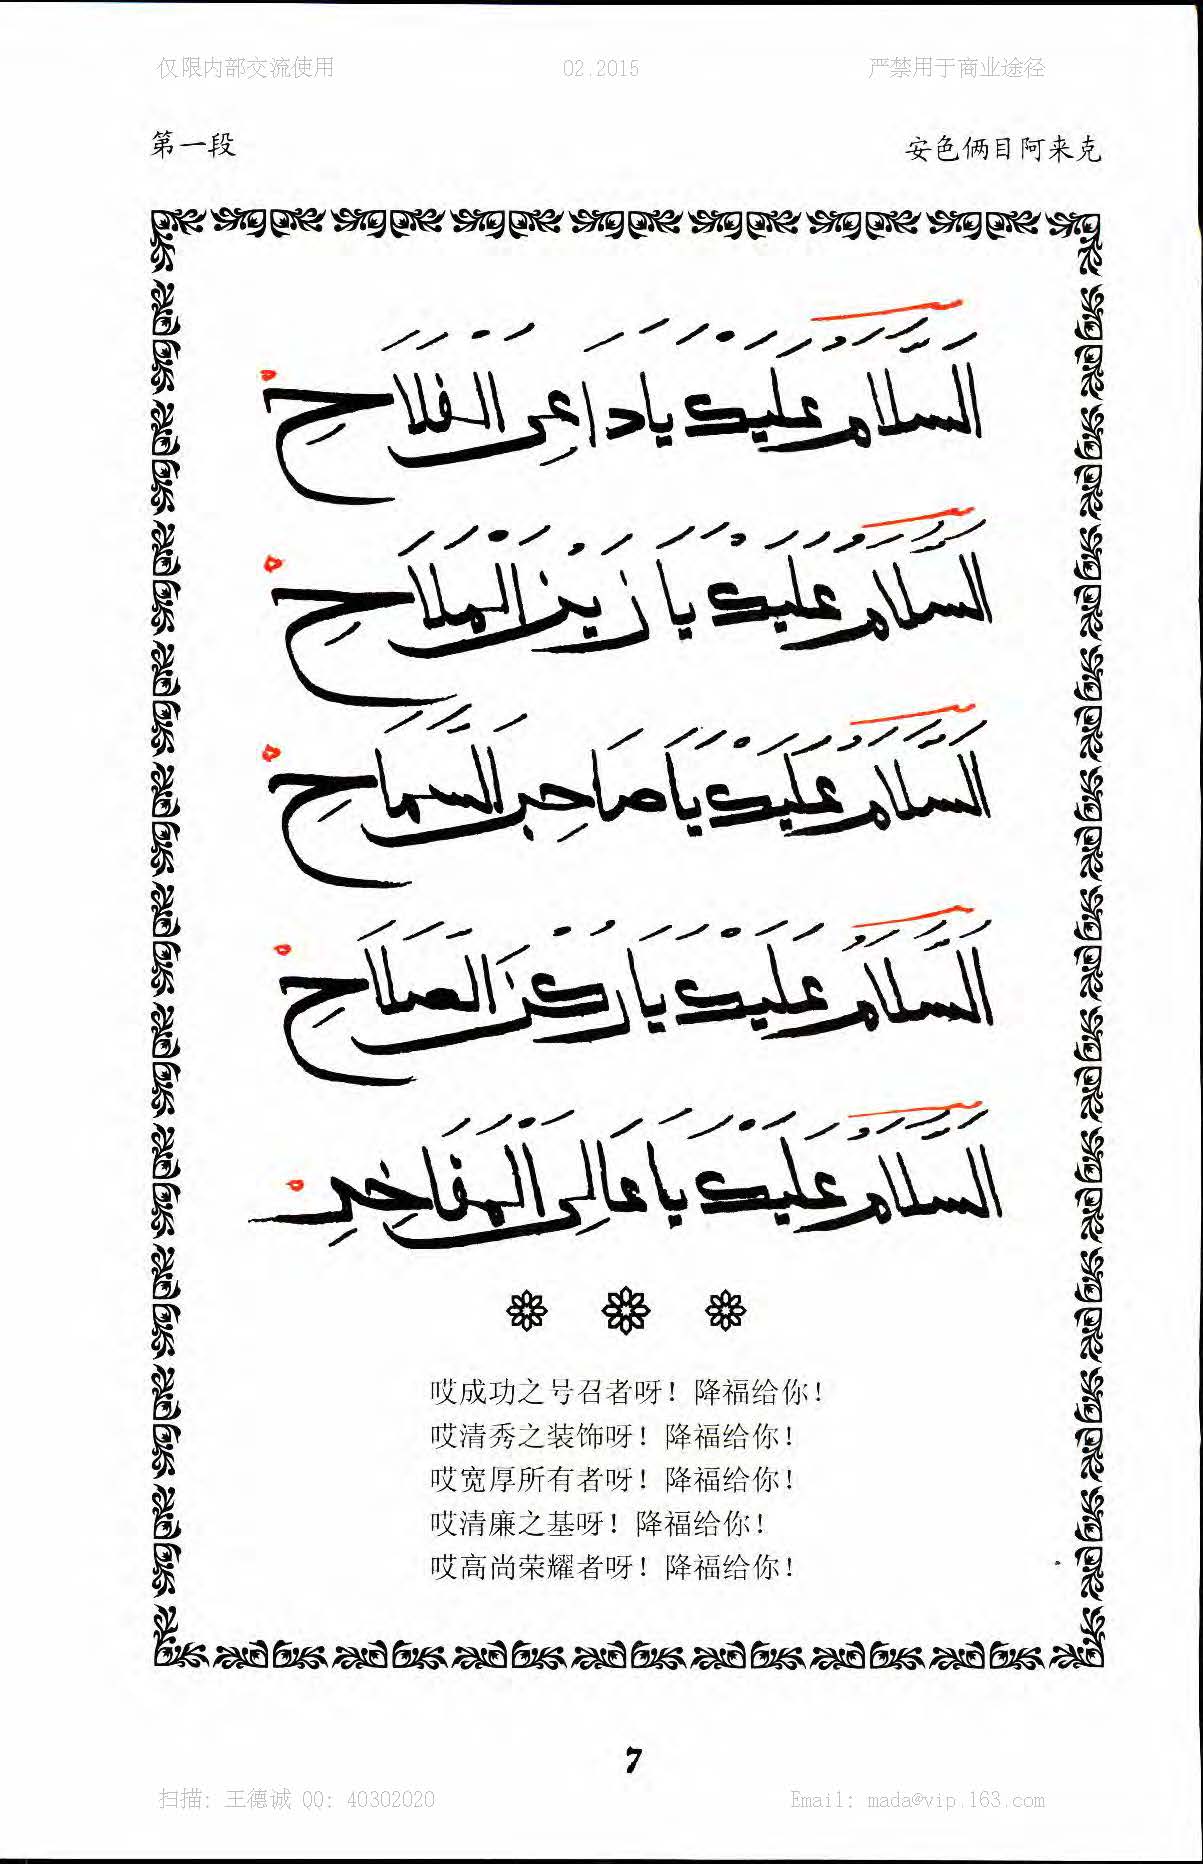 仅限内部交流使用 02.2015 严禁用于商业途径
第一段 安色俩目阿来克
اَلسَّلَامُ عَلَيْكَ يَا دَاعِىَ الْفَلَاحِ
اَلسَّلَامُ عَلَيْكَ يَا زَيْنَ الْمِلَاحِ
اَلسَّلَامُ عَلَيْكَ يَا صَاحِبَ السَّمَاحِ
اَلسَّلَامُ عَلَيْكَ يَا رُكْنَ الصَّلَاحِ
اَلسَّلَامُ عَلَيْكَ يَا عَالِىَ الْمَفَاخِرِ
哎成功之号召者呀！降福给你！
哎清秀之装饰呀！降福给你！
哎宽厚所有者呀！降福给你！
哎清廉之基呀！降福给你！
哎高尚荣耀者呀！降福给你！
7
扫描：王德诚 QQ：40302020 Email：mada@vip.163.com